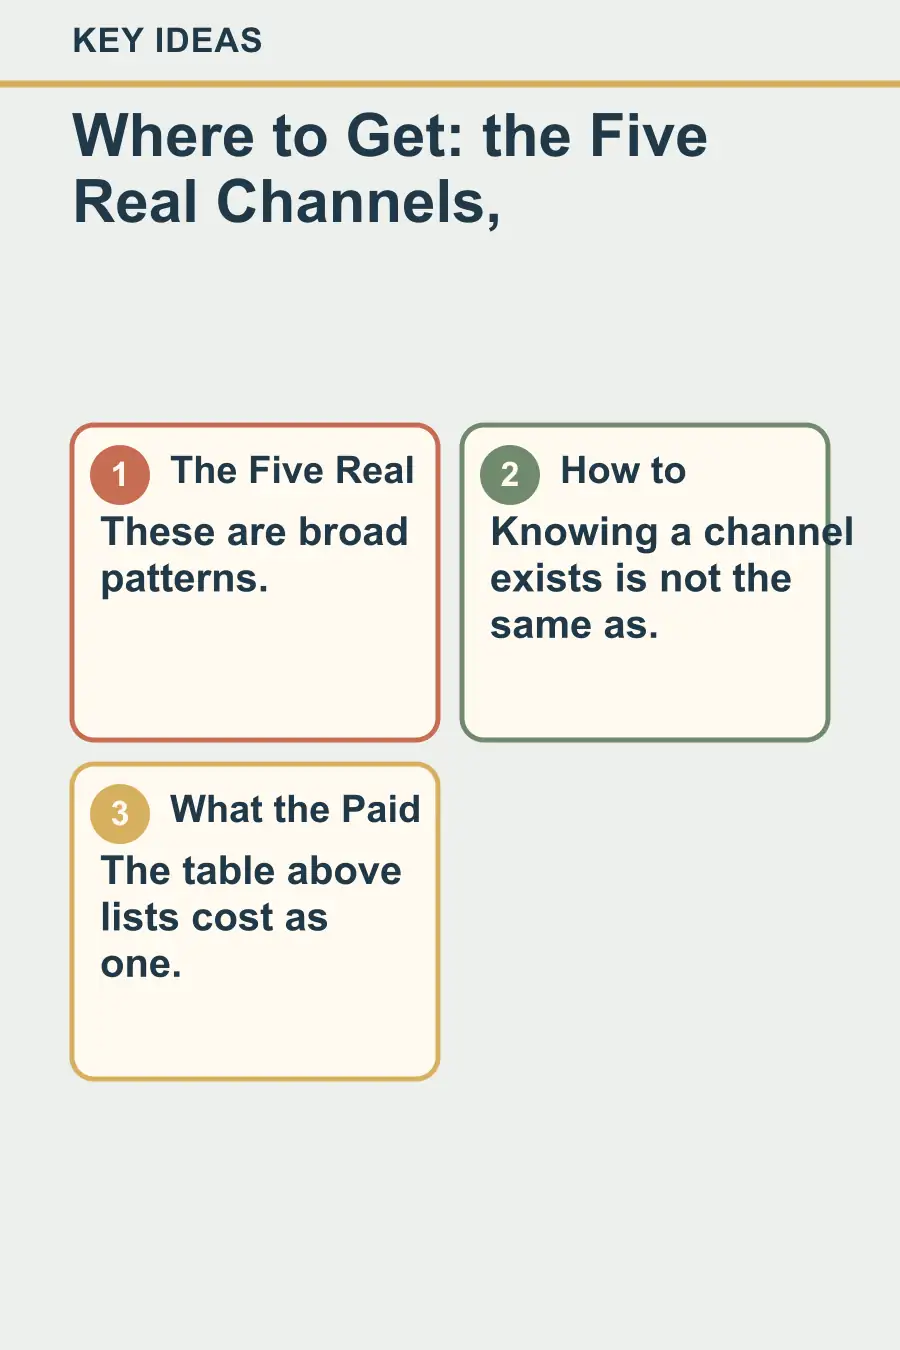 KEY IDEAS
Where to Get: the Five
Real Channels,
1 The Five Real
These are broad
patterns.
2 How to
Knowing a channel
exists is not the
same as.
3 What the Paid
The table above
lists cost as
one.